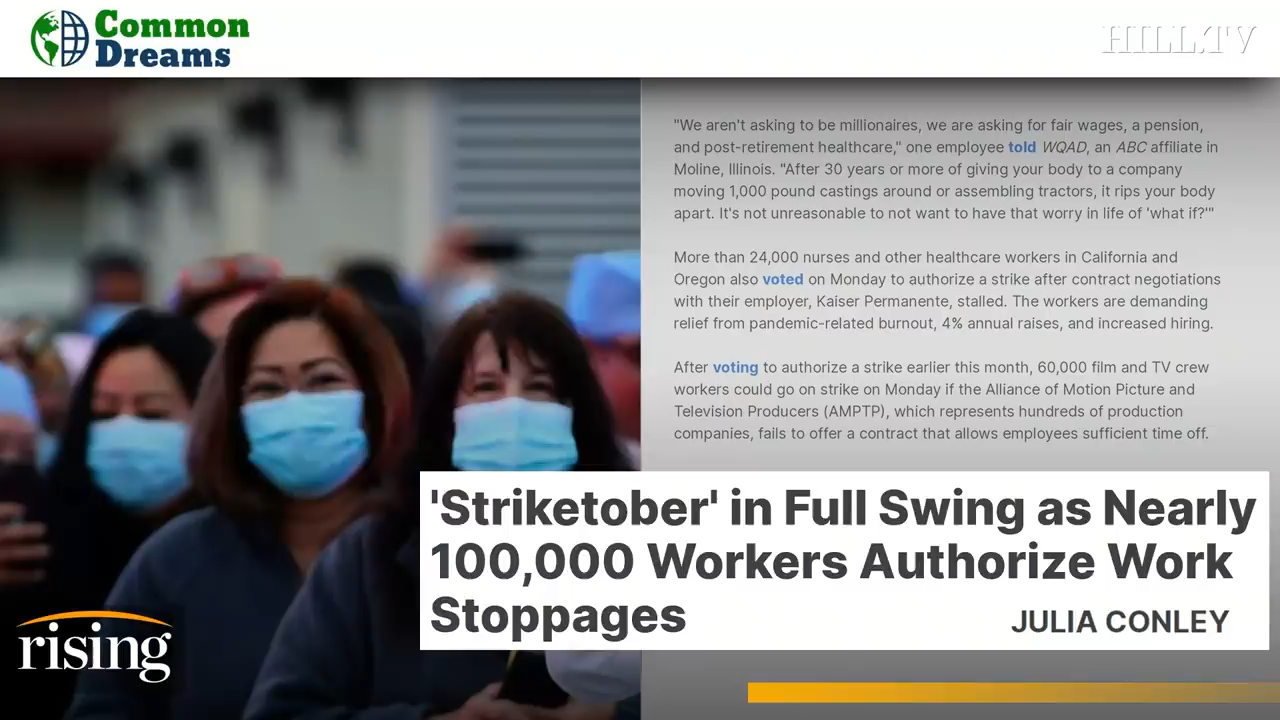 Common
Dreams
HILL.TV
"We aren't asking to be millionaires, we are asking for fair wages, a pension,
and post-retirement healthcare," one employee told WQAD, an ABC affiliate in
Moline, Illinois. "After 30 years or more of giving your body to a company
moving 1,000 pound castings around or assembling tractors, it rips your body
apart. It's not unreasonable to not want to have that worry in life of 'what if?'"
More than 24,000 nurses and other healthcare workers in California and
Oregon also voted on Monday to authorize a strike after contract negotiations
with their employer, Kaiser Permanente, stalled. The workers are demanding
relief from pandemic-related burnout, 4% annual raises, and increased hiring.
After voting to authorize a strike earlier this month, 60,000 film and TV crew
workers could go on strike on Monday if the Alliance of Motion Picture and
Television Producers (AMPTP), which represents hundreds of production
companies, fails to offer a contract that allows employees sufficient time off.
'Striketober' in Full Swing as Nearly
100,000 Workers Authorize Work
Stoppages
JULIA CONLEY
rising